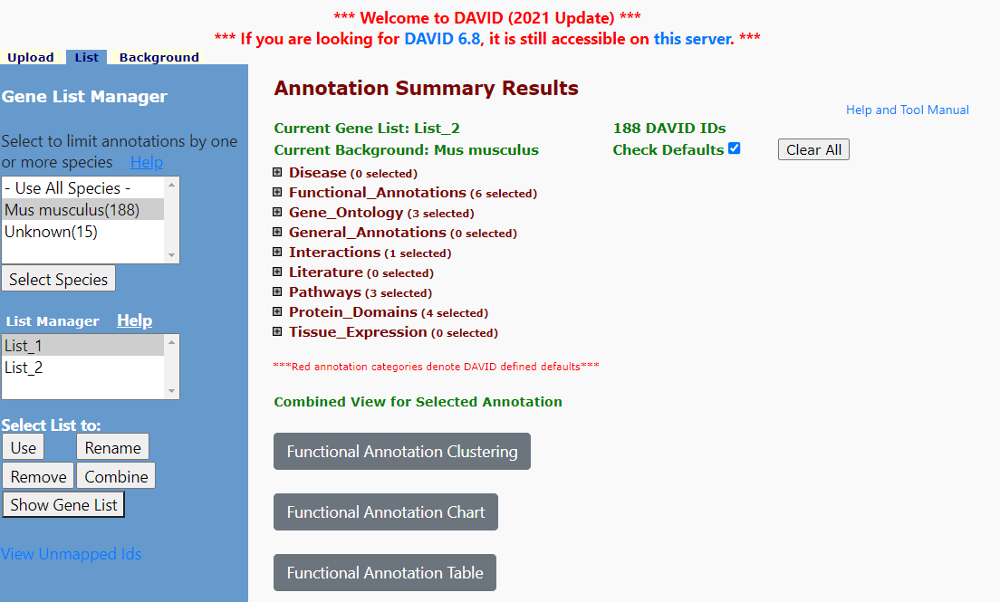 *** Welcome to DAVID (2021 Update) ***
*** If you are looking for DAVID 6.8, it is still accessible on this server. ***
Upload List Background
Gene List Manager
Select to limit annotations by one
or more species Help
- Use All Species -
Mus musculus(188)
Unknown(15)
Select Species
List Manager Help
List_1
List_2
Select List to:
Use Rename
Remove Combine
Show Gene List
View Unmapped Ids
Annotation Summary Results
Help and Tool Manual
Current Gene List: List_2 188 DAVID IDs
Current Background: Mus musculus Check Defaults Clear All
Disease (0 selected)
Functional_Annotations (6 selected)
Gene_Ontology (3 selected)
General_Annotations (0 selected)
Interactions (1 selected)
Literature (0 selected)
Pathways (3 selected)
Protein_Domains (4 selected)
Tissue_Expression (0 selected)
***Red annotation categories denote DAVID defined defaults***
Combined View for Selected Annotation
Functional Annotation Clustering
Functional Annotation Chart
Functional Annotation Table